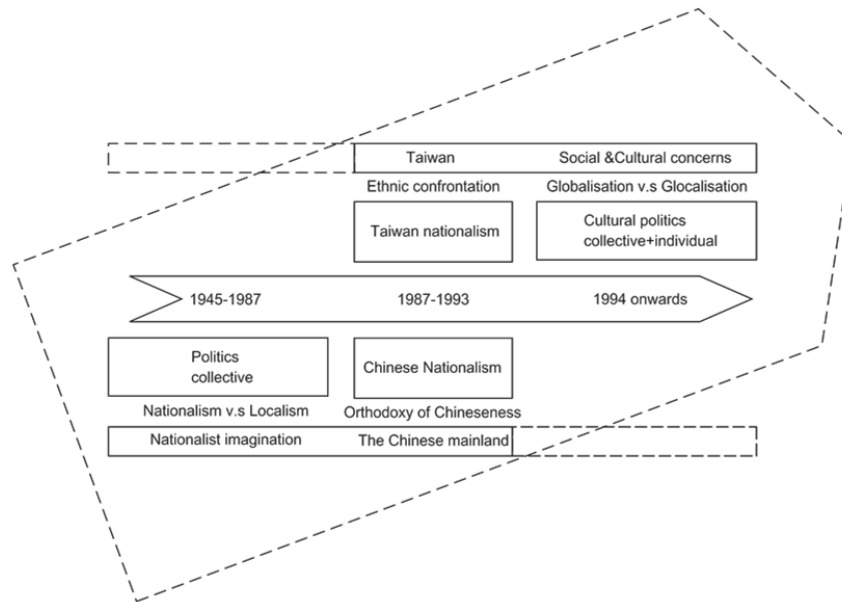 Taiwan
Social &Cultural concerns
Ethnic confrontation
Globalisation v.s Glocalisation
Taiwan nationalism
Cultural politics
collective+individual
1945-1987
1987-1993
1994 onwards
Politics
collective
Chinese Nationalism
Nationalism v.s Localism
Orthodoxy of Chineseness
Nationalist imagination
The Chinese mainland